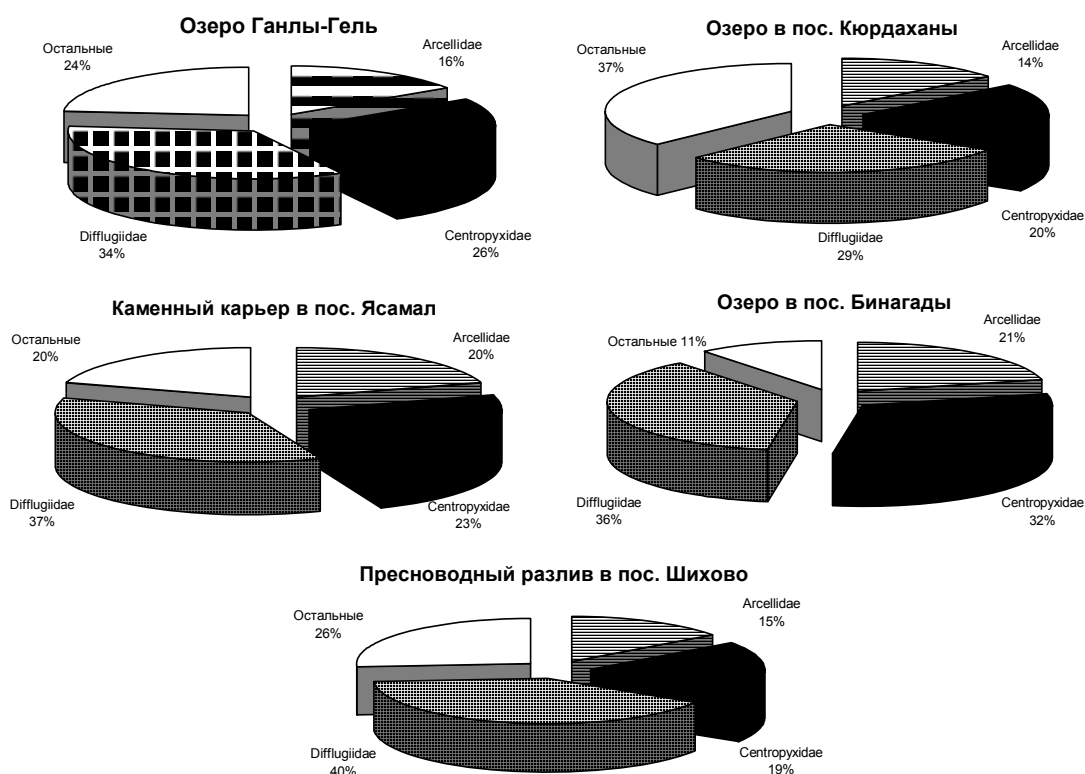 Озеро Ганлы-Гель
Остальные
24%
Arcellidae
16%
Difflugiidae
34%
Centropyxidae
26%
Озеро в пос. Кюрдаханы
Остальные
37%
Arcellidae
14%
Difflugiidae
29%
Centropyxidae
20%
Каменный карьер в пос. Ясамал
Остальные
20%
Arcellidae
20%
Difflugiidae
37%
Centropyxidae
23%
Озеро в пос. Бинагады
Остальные 11%
Arcellidae
21%
Difflugiidae
36%
Centropyxidae
32%
Пресноводный разлив в пос. Шихово
Остальные
26%
Arcellidae
15%
Difflugiidae
40%
Centropyxidae
19%